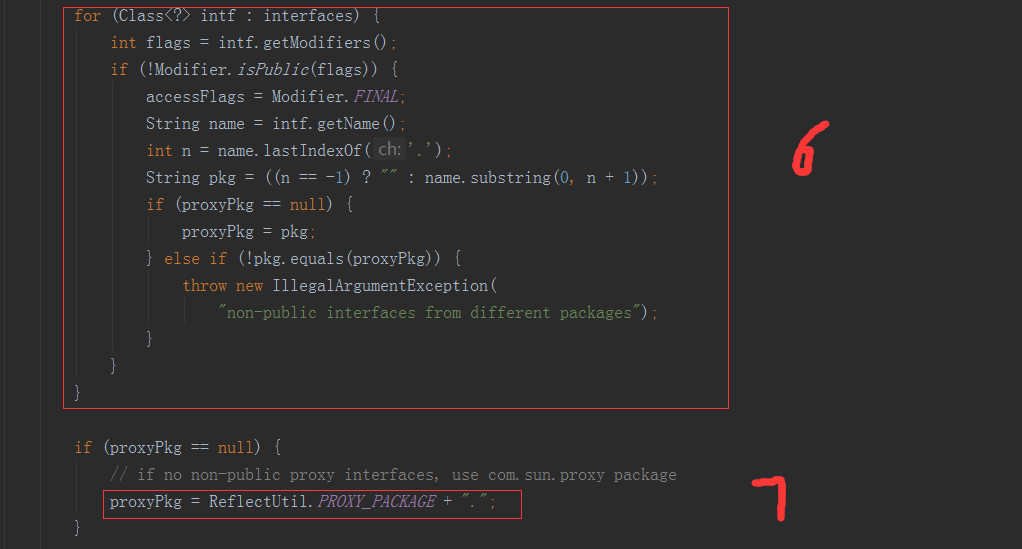 for (Class<?> intf : interfaces) {
int flags = intf.getModifiers();
if (!Modifier.isPublic(flags)) {
accessFlags = Modifier.FINAL;
String name = intf.getName();
int n = name.lastIndexOf( ch: '.');
String pkg = ((n == -1) ? "" : name.substring(0, n + 1));
if (proxyPkg == null) {
proxyPkg = pkg;
} else if (!pkg.equals(proxyPkg)) {
throw new IllegalArgumentException(
"non-public interfaces from different packages");
}
}
}
6
if (proxyPkg == null) {
// if no non-public proxy interfaces, use com.sun.proxy package
proxyPkg = ReflectUtil.PROXY_PACKAGE + ".";
}
7